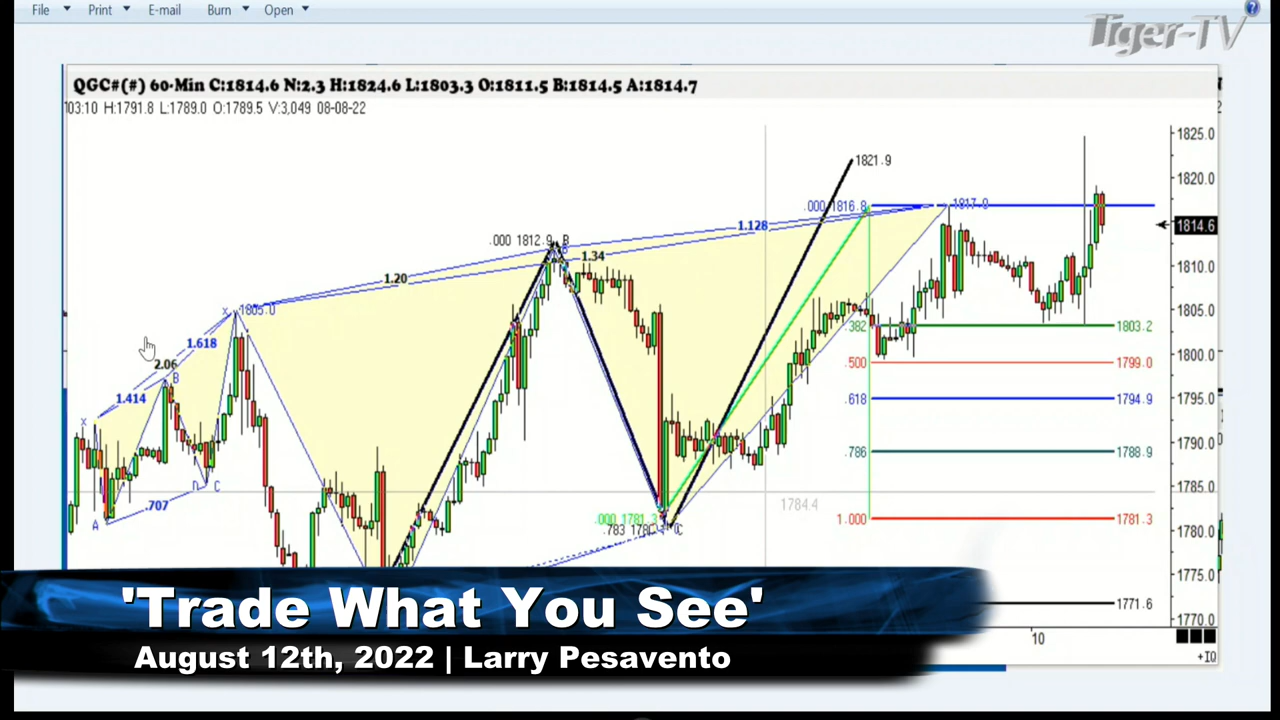 File Print E-mail Burn Open
Tiger-TV
QGC#(#) 60-Min C:1814.6 N:2.3 H:1824.6 L:1803.3 O:1811.5 B:1814.5 A:1814.7
03:10 H:1791.8 L:1789.0 O:1789.5 V:3,049 08-08-22
1825.0
1821.9
1820.0
.000 1816.8
1817.0
1.128
1814.6
.000 1812.9 B
1.34
1810.0
1.20
x 1805.0
1805.0
.382 1803.2
1.618
1800.0
.500 1799.0
2.06
B
1795.0
1.414
.618 1794.9
x
1790.0
.786 1788.9
D C
1785.0
.707
1784.4
.000 1781.3
1.000 1781.3
A
.783
C
1780.0
1775.0
1771.6
1770.0
10
+IQ
'Trade What You See'
August 12th, 2022 | Larry Pesavento